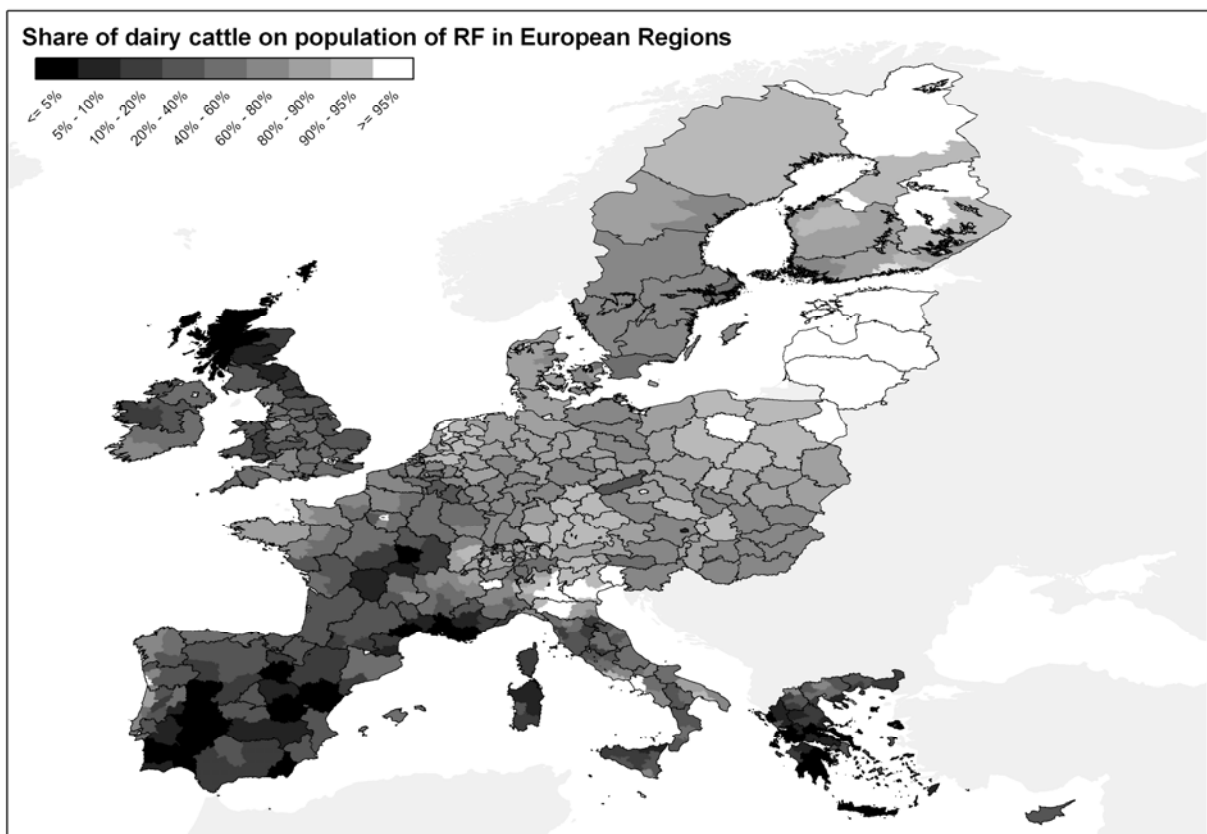 Share of dairy cattle on population of RF in European Regions
<= 5%
5% - 10%
10% - 20%
20% - 40%
40% - 60%
60% - 80%
80% - 90%
90% - 95%
>= 95%